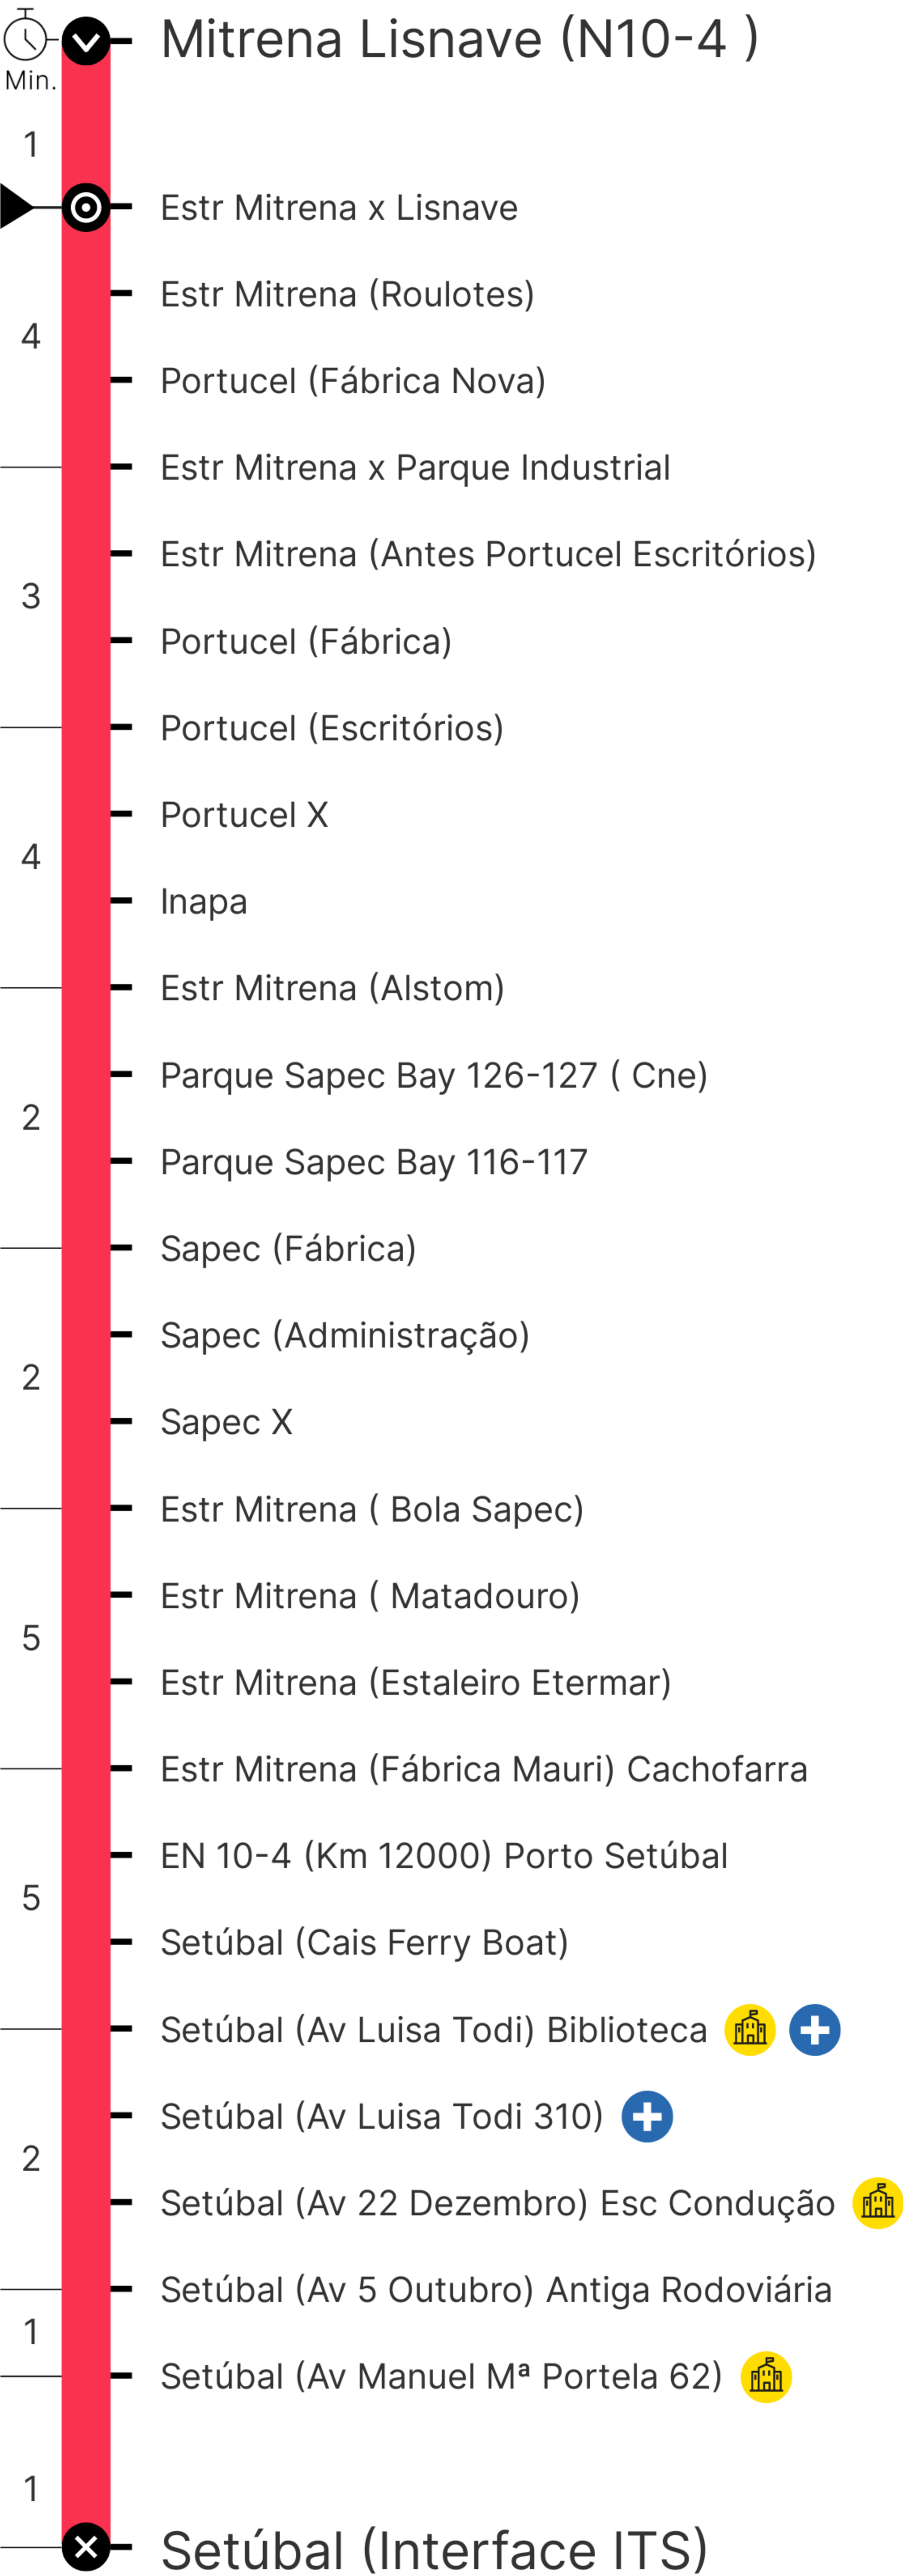 Mitrena Lisnave (N10-4 )
Min.
1
Estr Mitrena x Lisnave
Estr Mitrena (Roulotes)
4
Portucel (Fábrica Nova)
Estr Mitrena x Parque Industrial
Estr Mitrena (Antes Portucel Escritórios)
3
Portucel (Fábrica)
Portucel (Escritórios)
Portucel X
4
Inapa
Estr Mitrena (Alstom)
Parque Sapec Bay 126-127 ( Cne)
2
Parque Sapec Bay 116-117
Sapec (Fábrica)
Sapec (Administração)
2
Sapec X
Estr Mitrena ( Bola Sapec)
Estr Mitrena ( Matadouro)
5
Estr Mitrena (Estaleiro Etermar)
Estr Mitrena (Fábrica Mauri) Cachofarra
EN 10-4 (Km 12000) Porto Setúbal
5
Setúbal (Cais Ferry Boat)
Setúbal (Av Luisa Todi) Biblioteca
Setúbal (Av Luisa Todi 310)
2
Setúbal (Av 22 Dezembro) Esc Condução
Setúbal (Av 5 Outubro) Antiga Rodoviária
1
Setúbal (Av Manuel Mª Portela 62)
1
Setúbal (Interface ITS)